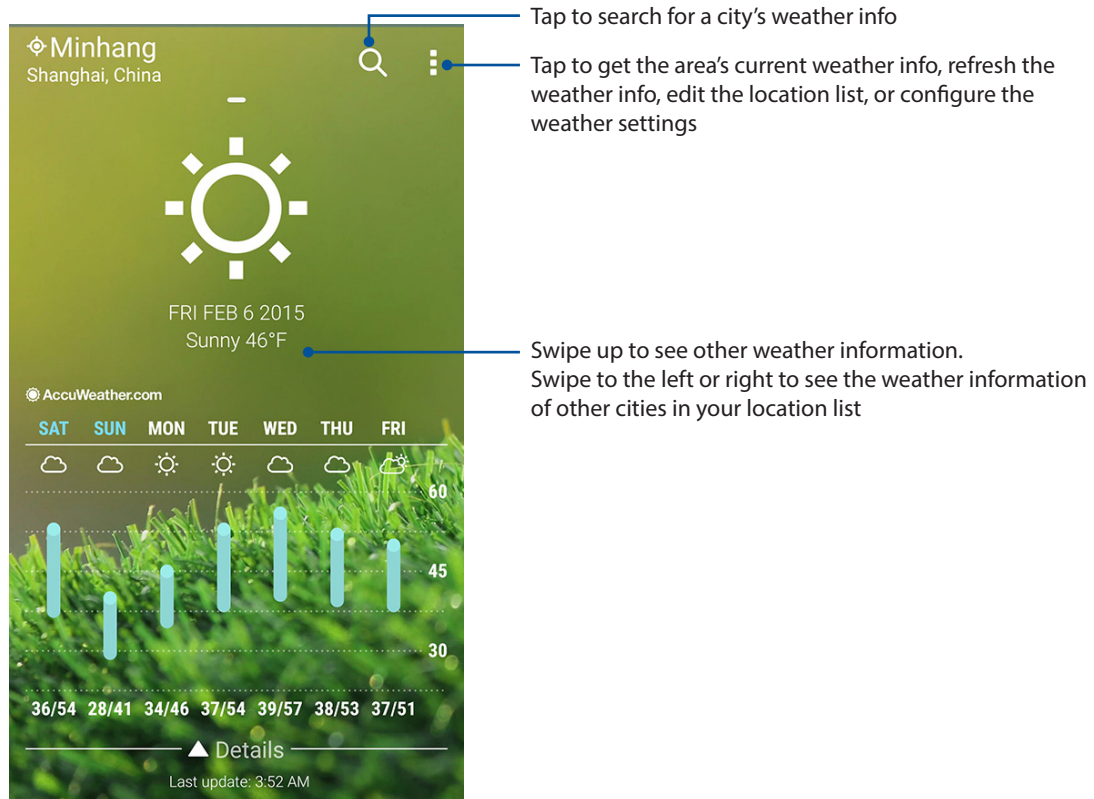 Tap to search for a city’s weather info
Minhang
Shanghai, China
Tap to get the area’s current weather info, refresh the
weather info, edit the location list, or configure the
weather settings
FRI FEB 6 2015
Sunny 46°F
Swipe up to see other weather information.
Swipe to the left or right to see the weather information
of other cities in your location list
AccuWeather.com
SAT SUN MON TUE WED THU FRI
60
45
30
36/54 28/41 34/46 37/54 39/57 38/53 37/51
Details
Last update: 3:52 AM